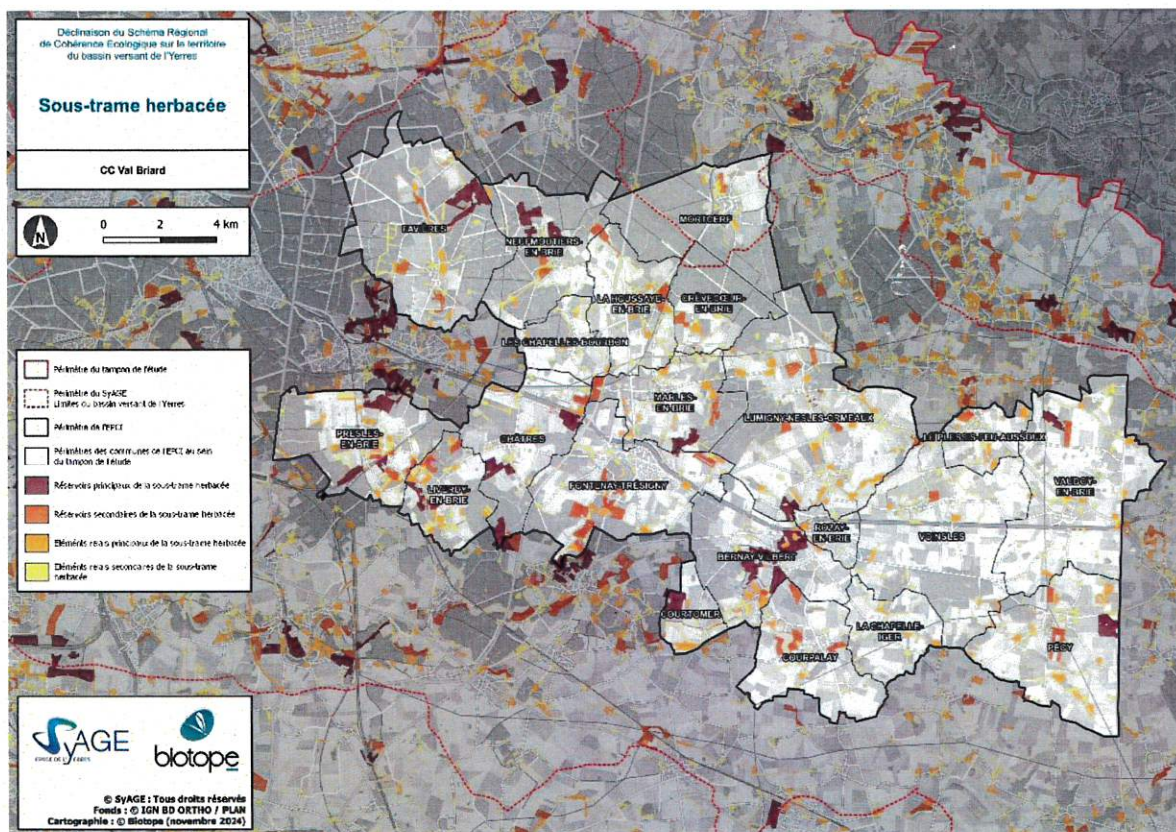 Déclinaison du Schéma Régional
de Cohérence Ecologique sur le territoire
du bassin versant de l'Yerres
Sous-trame herbacée
CC Val Briard
N
0 2 4 km
Périmètre du tampon de l'étude
Périmètre du SyAGE
Limites du bassin versant de l'Yerres
Périmètre de l'EPCI
Périmètres des communes de l'EPCI au sein
du tampon de l'étude
Réservoirs principaux de la sous-trame herbacée
Réservoirs secondaires de la sous-trame herbacée
Eléments relais principaux de la sous-trame herbacée
Eléments relais secondaires de la sous-trame
herbacée
FAVIÈRES
NEUFMOUTIERS-
EN-BRIE
MORTCERF
LA HOUSSAYE-
EN-BRIE
CRÈVECŒUR-
EN-BRIE
LES CHAPELLES-BOURBON
MARLES-
EN-BRIE
LUMIGNY-NESLES-ORMEAUX
PRESLES-
EN-BRIE
CHÂTRES
LIVERDY-
EN-BRIE
FONTENAY-TRÉSIGNY
VAUDOY-
EN-BRIE
ROZAY-
EN-BRIE
VOINSLES
BERNAY-VILBERT
COURTOMER
LA CHAPELLE-
IGER
COURPALAY
PÉCY
SyAGE
biotope
© SyAGE : Tous droits réservés
Fonds : © IGN BD ORTHO / PLAN
Cartographie : © Biotope (novembre 2024)